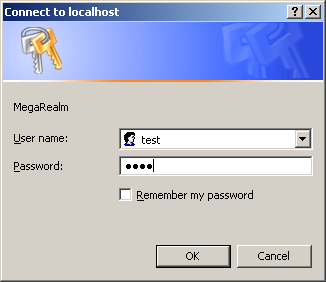 Connect to localhost
MegaRealm
User name:
test
Password:
••••
Remember my password
OK
Cancel